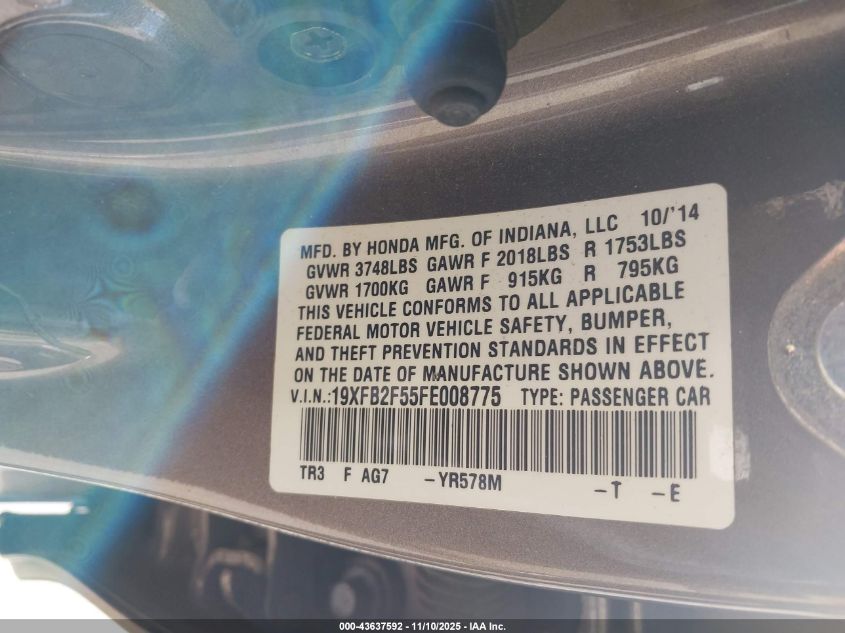 MFD. BY HONDA MFG. OF INDIANA, LLC 10/'14
GVWR 3748LBS GAWR F 2018LBS R 1753LBS
GVWR 1700KG GAWR F 915KG R 795KG
THIS VEHICLE CONFORMS TO ALL APPLICABLE
FEDERAL MOTOR VEHICLE SAFETY, BUMPER,
AND THEFT PREVENTION STANDARDS IN EFFECT
ON THE DATE OF MANUFACTURE SHOWN ABOVE.
V.I.N.:19XFB2F55FE008775 TYPE: PASSENGER CAR
TR3 F AG7 -YR578M -T -E
000-43637592 - 11/10/2025 - IAA Inc.